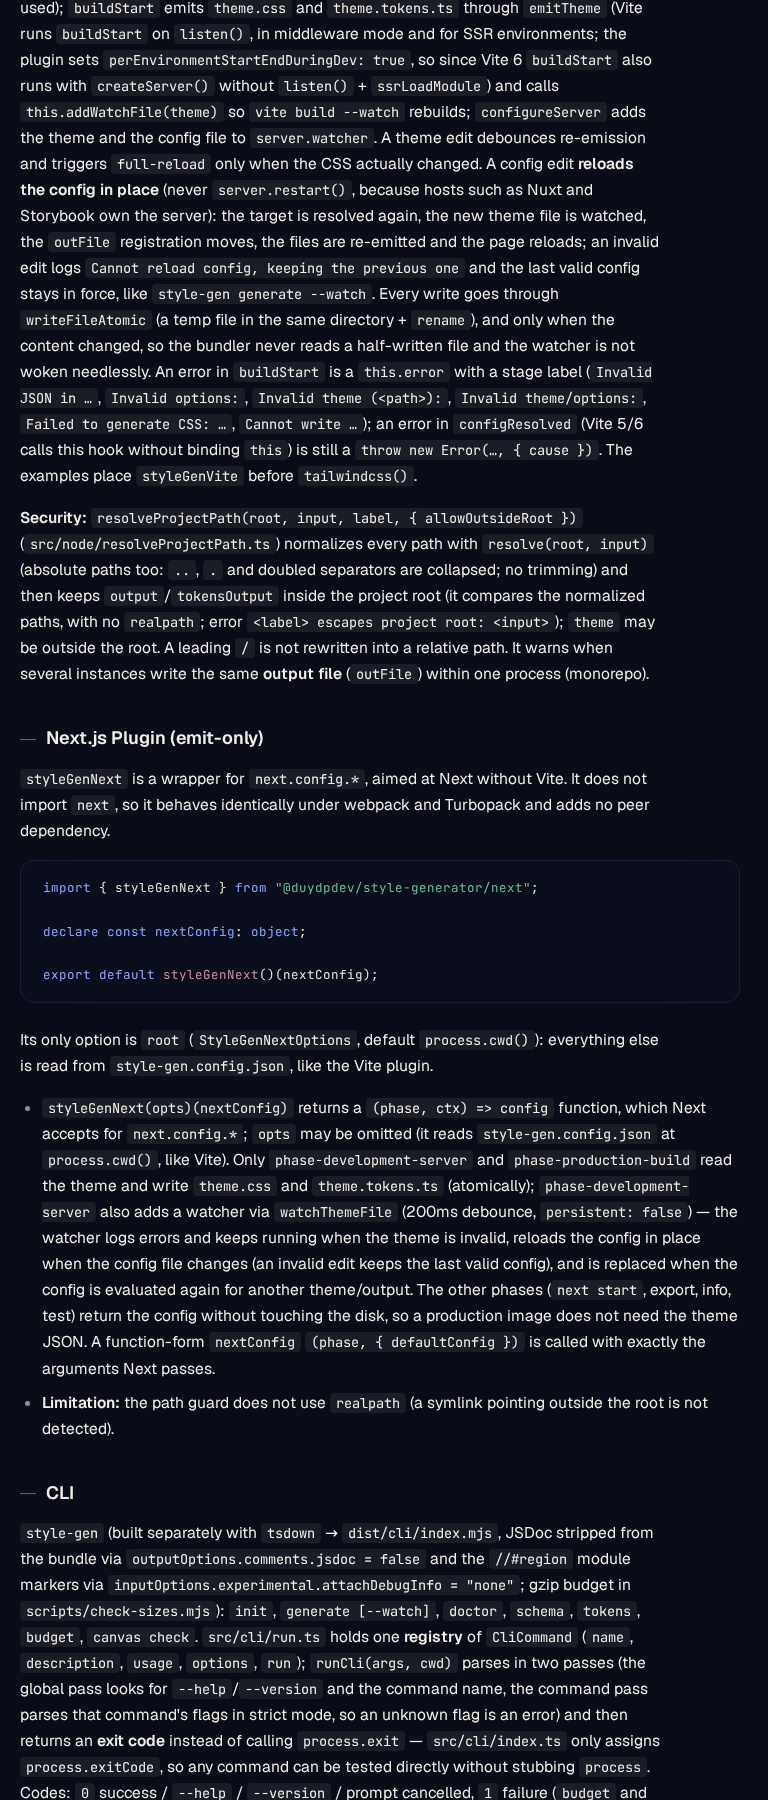 used); buildStart emits theme.css and theme.tokens.ts through emitTheme (Vite
runs buildStart on listen(), in middleware mode and for SSR environments; the
plugin sets perEnvironmentStartEndDuringDev: true, so since Vite 6 buildStart also
runs with createServer() without listen() + ssrLoadModule) and calls
this.addWatchFile(theme) so vite build --watch rebuilds; configureServer adds
the theme and the config file to server.watcher. A theme edit debounces re-emission
and triggers full-reload only when the CSS actually changed. A config edit reloads
the config in place (never server.restart(), because hosts such as Nuxt and
Storybook own the server): the target is resolved again, the new theme file is watched,
the outFile registration moves, the files are re-emitted and the page reloads; an invalid
edit logs Cannot reload config, keeping the previous one and the last valid config
stays in force, like style-gen generate --watch. Every write goes through
writeFileAtomic (a temp file in the same directory + rename), and only when the
content changed, so the bundler never reads a half-written file and the watcher is not
woken needlessly. An error in buildStart is a this.error with a stage label (Invalid
JSON in …, Invalid options:, Invalid theme (<path>):, Invalid theme/options:,
Failed to generate CSS: …, Cannot write …); an error in configResolved (Vite 5/6
calls this hook without binding this) is still a throw new Error(…, { cause }). The
examples place styleGenVite before tailwindcss().
Security: resolveProjectPath(root, input, label, { allowOutsideRoot })
(src/node/resolveProjectPath.ts) normalizes every path with resolve(root, input)
(absolute paths too: .., . and doubled separators are collapsed; no trimming) and
then keeps output/tokensOutput inside the project root (it compares the normalized
paths, with no realpath; error <label> escapes project root: <input>); theme may
be outside the root. A leading / is not rewritten into a relative path. It warns when
several instances write the same output file (outFile) within one process (monorepo).
— Next.js Plugin (emit-only)
styleGenNext is a wrapper for next.config.*, aimed at Next without Vite. It does not
import next, so it behaves identically under webpack and Turbopack and adds no peer
dependency.
import { styleGenNext } from "@duydpdev/style-generator/next";
declare const nextConfig: object;
export default styleGenNext()(nextConfig);
Its only option is root (StyleGenNextOptions, default process.cwd()): everything else
is read from style-gen.config.json, like the Vite plugin.
• styleGenNext(opts)(nextConfig) returns a (phase, ctx) => config function, which Next
accepts for next.config.*; opts may be omitted (it reads style-gen.config.json at
process.cwd(), like Vite). Only phase-development-server and phase-production-build read
the theme and write theme.css and theme.tokens.ts (atomically); phase-development-
server also adds a watcher via watchThemeFile (200ms debounce, persistent: false) — the
watcher logs errors and keeps running when the theme is invalid, reloads the config in place
when the config file changes (an invalid edit keeps the last valid config), and is replaced when the
config is evaluated again for another theme/output. The other phases (next start, export, info,
test) return the config without touching the disk, so a production image does not need the theme
JSON. A function-form nextConfig (phase, { defaultConfig }) is called with exactly the
arguments Next passes.
• Limitation: the path guard does not use realpath (a symlink pointing outside the root is not
detected).
— CLI
style-gen (built separately with tsdown → dist/cli/index.mjs, JSDoc stripped from
the bundle via outputOptions.comments.jsdoc = false and the //#region module
markers via inputOptions.experimental.attachDebugInfo = "none"; gzip budget in
scripts/check-sizes.mjs): init, generate [--watch], doctor, schema, tokens,
budget, canvas check. src/cli/run.ts holds one registry of CliCommand (name,
description, usage, options, run); runCli(args, cwd) parses in two passes (the
global pass looks for --help/--version and the command name, the command pass
parses that command's flags in strict mode, so an unknown flag is an error) and then
returns an exit code instead of calling process.exit — src/cli/index.ts only assigns
process.exitCode, so any command can be tested directly without stubbing process.
Codes: 0 success / --help / --version / prompt cancelled, 1 failure (budget and